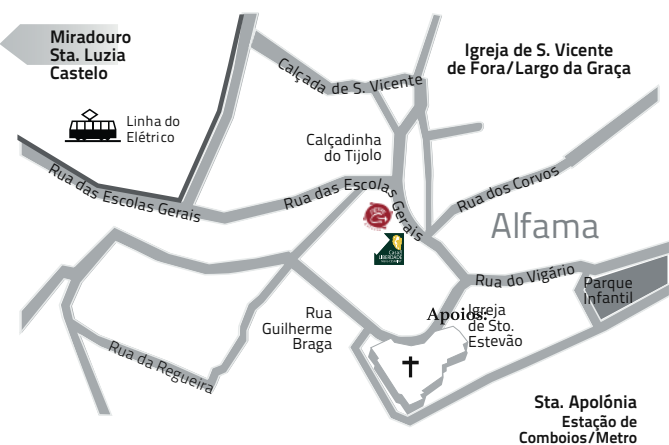 Miradouro
Sta. Luzia
Castelo
Igreja de S. Vicente
de Fora/Largo da Graça
Calçada de S. Vicente
Linha do
Elétrico
Calçadinha
do Tijolo
Rua das Escolas Gerais
Rua das Escolas Gerais
Rua dos Corvos
Alfama
Rua do Vigário
Parque
Infantil
Rua
Guilherme
Braga
Apoios:
Igreja
de Sto.
Estevão
Rua da Regueira
Sta. Apolónia
Estação de
Comboios/Metro